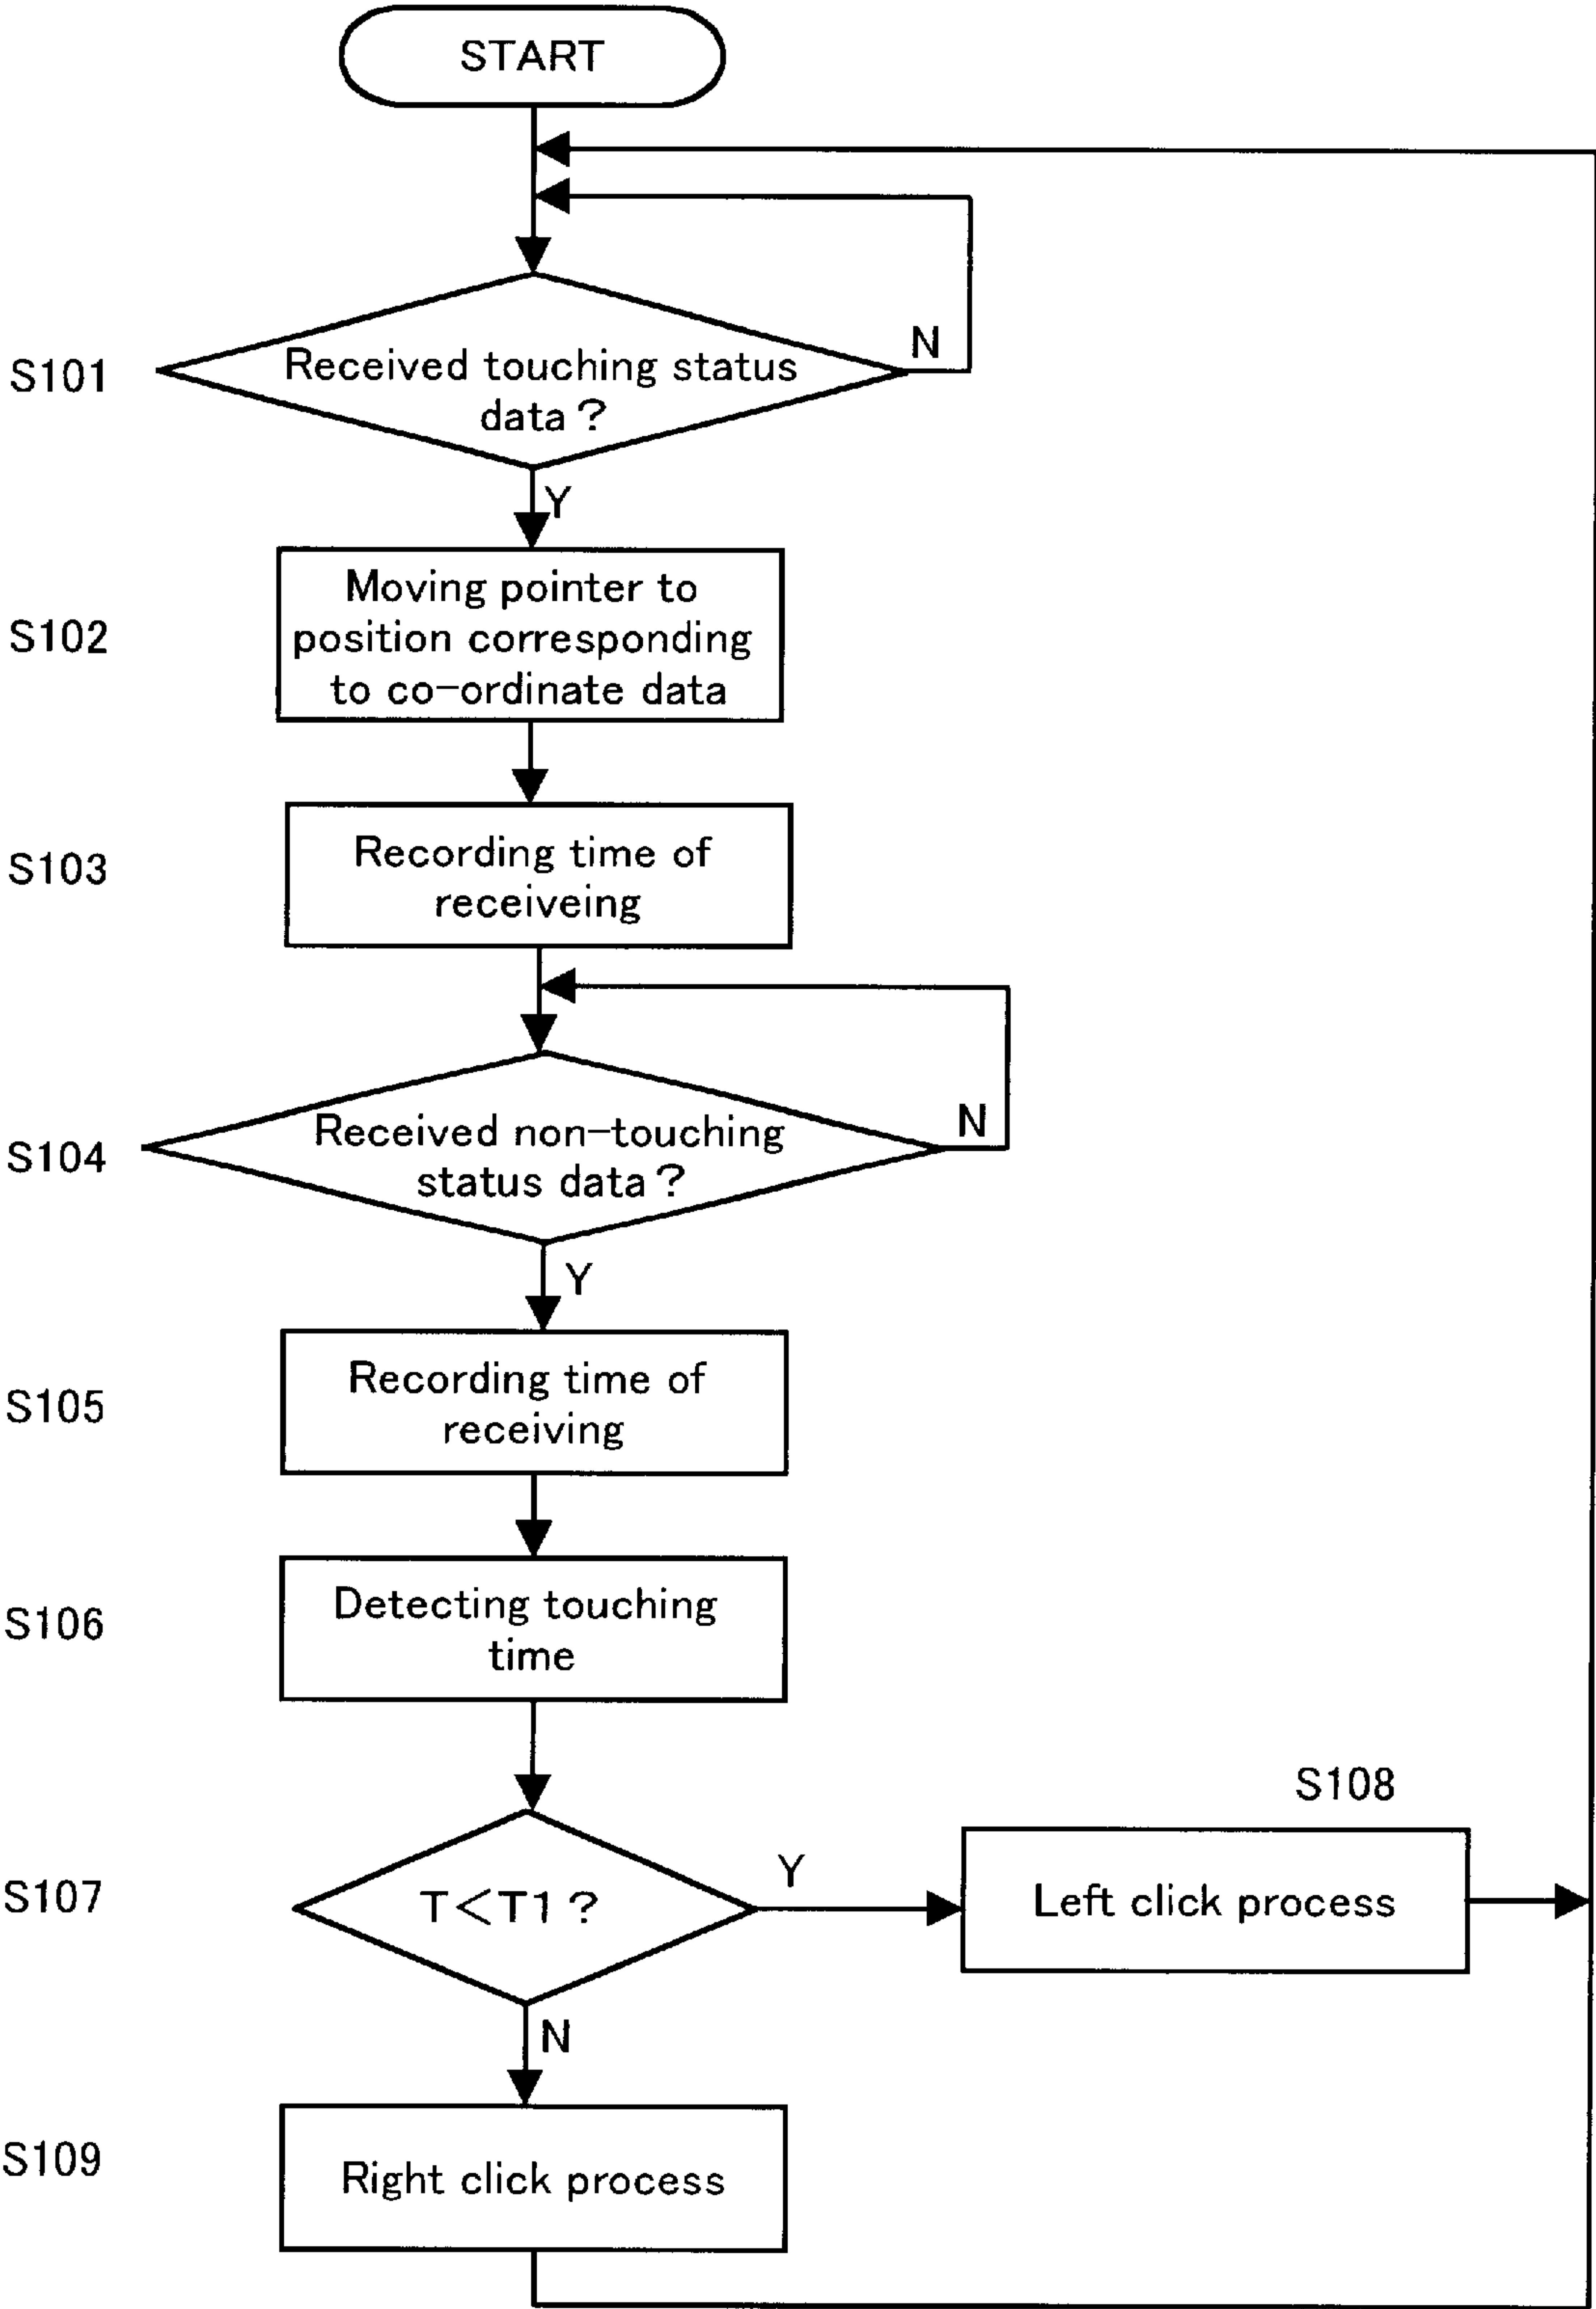 START
N
S101
Received touching status
data?
Y
S102
Moving pointer to
position corresponding
to co-ordinate data
S103
Recording time of
receiveing
N
S104
Received non-touching
status data?
Y
S105
Recording time of
receiving
S106
Detecting touching
time
S108
Y
S107
T<T1?
Left click process
N
S109
Right click process